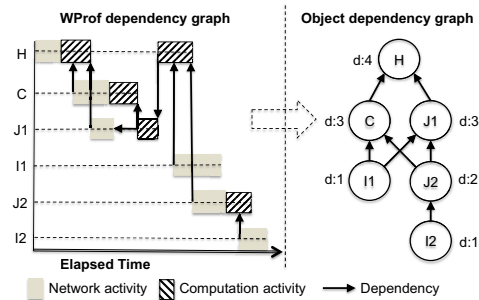 WProf dependency graph
Object dependency graph
H
C
J1
I1
J2
I2
Elapsed Time
d:4 H
d:3 C J1 d:3
d:1 I1 J2 d:2
I2 d:1
Network activity Computation activity Dependency